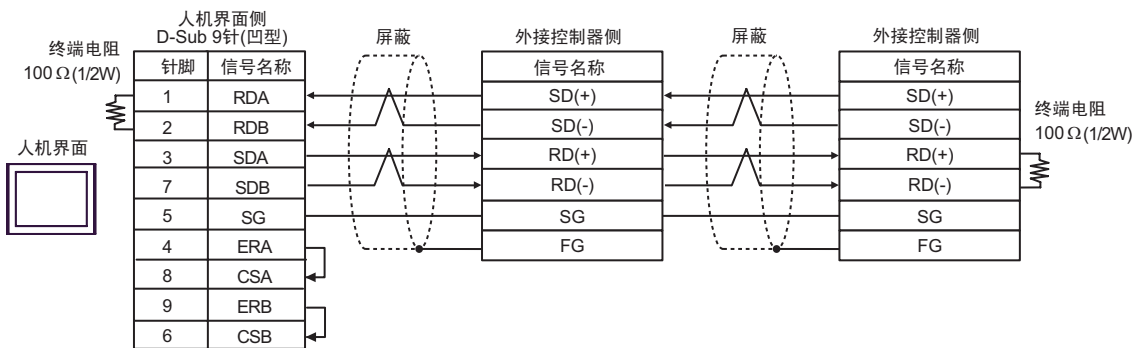 人机界面侧
D-Sub 9针(凹型)
终端电阻
100Ω(1/2W)
人机界面
针脚 信号名称
1 RDA
2 RDB
3 SDA
7 SDB
5 SG
4 ERA
8 CSA
9 ERB
6 CSB
屏蔽
外接控制器侧
信号名称
SD(+)
SD(-)
RD(+)
RD(-)
SG
FG
屏蔽
外接控制器侧
信号名称
SD(+)
SD(-)
RD(+)
RD(-)
SG
FG
终端电阻
100Ω(1/2W)